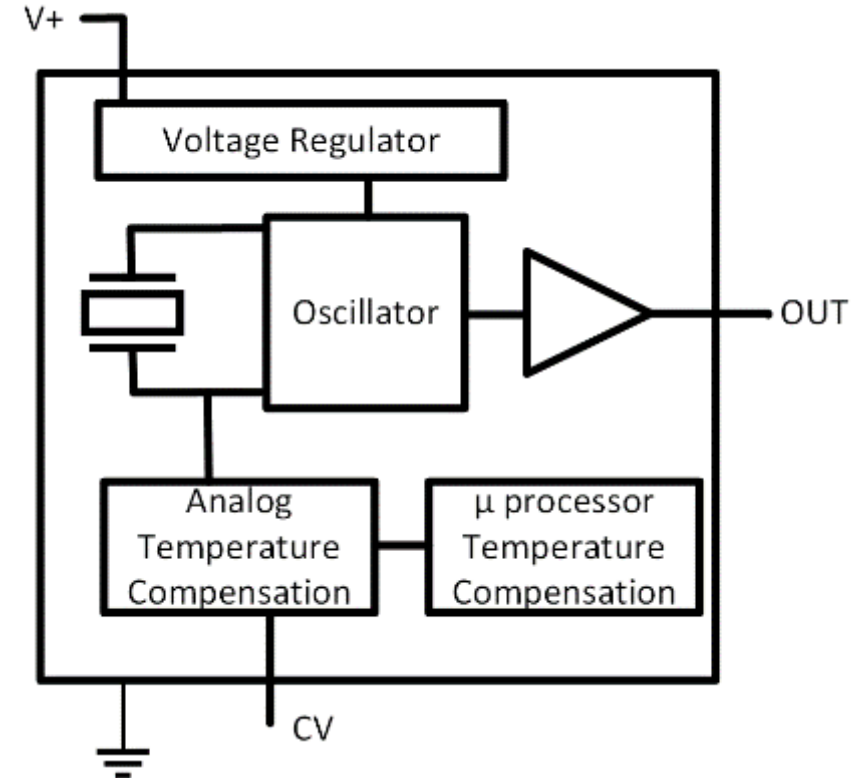 V+
Voltage Regulator
Oscillator
OUT
Analog
Temperature
Compensation
µ processor
Temperature
Compensation
CV